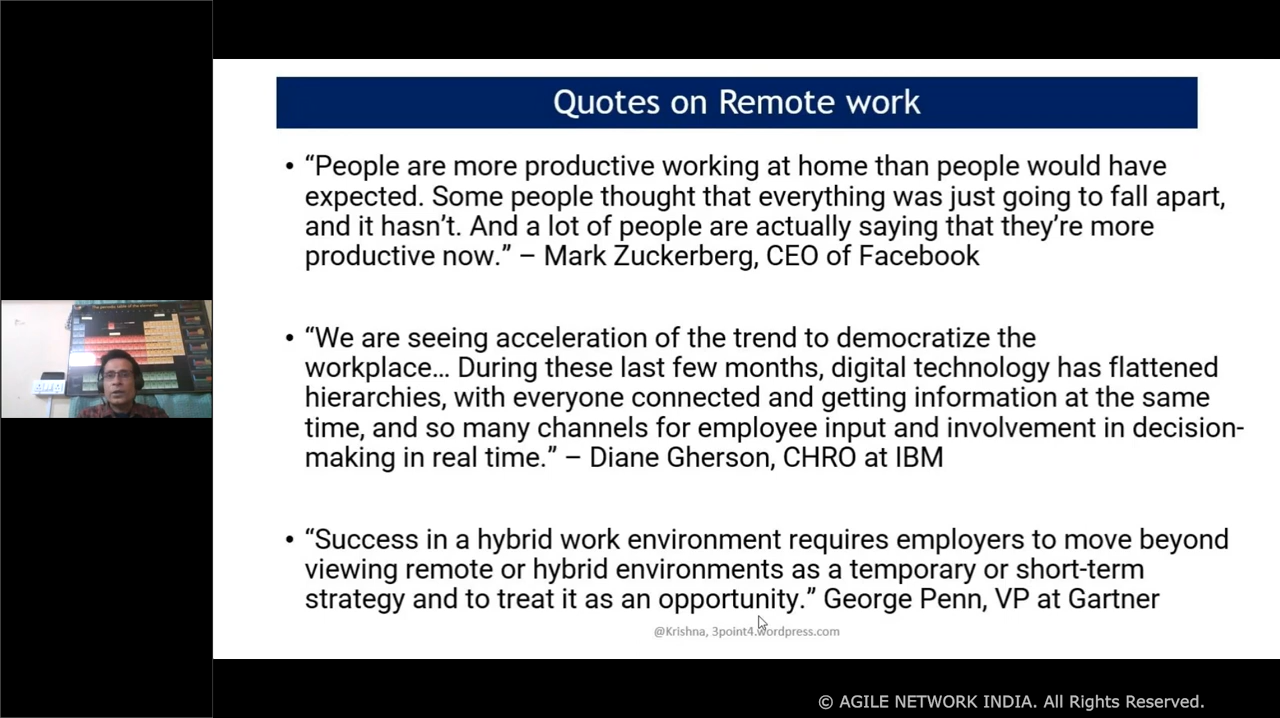 Quotes on Remote work
• “People are more productive working at home than people would have
expected. Some people thought that everything was just going to fall apart,
and it hasn’t. And a lot of people are actually saying that they’re more
productive now.” – Mark Zuckerberg, CEO of Facebook
• “We are seeing acceleration of the trend to democratize the
workplace… During these last few months, digital technology has flattened
hierarchies, with everyone connected and getting information at the same
time, and so many channels for employee input and involvement in decision-
making in real time.” – Diane Gherson, CHRO at IBM
• “Success in a hybrid work environment requires employers to move beyond
viewing remote or hybrid environments as a temporary or short-term
strategy and to treat it as an opportunity.” George Penn, VP at Gartner
@Krishna, 3point4.wordpress.com
The periodic table of the elements
© AGILE NETWORK INDIA. All Rights Reserved.